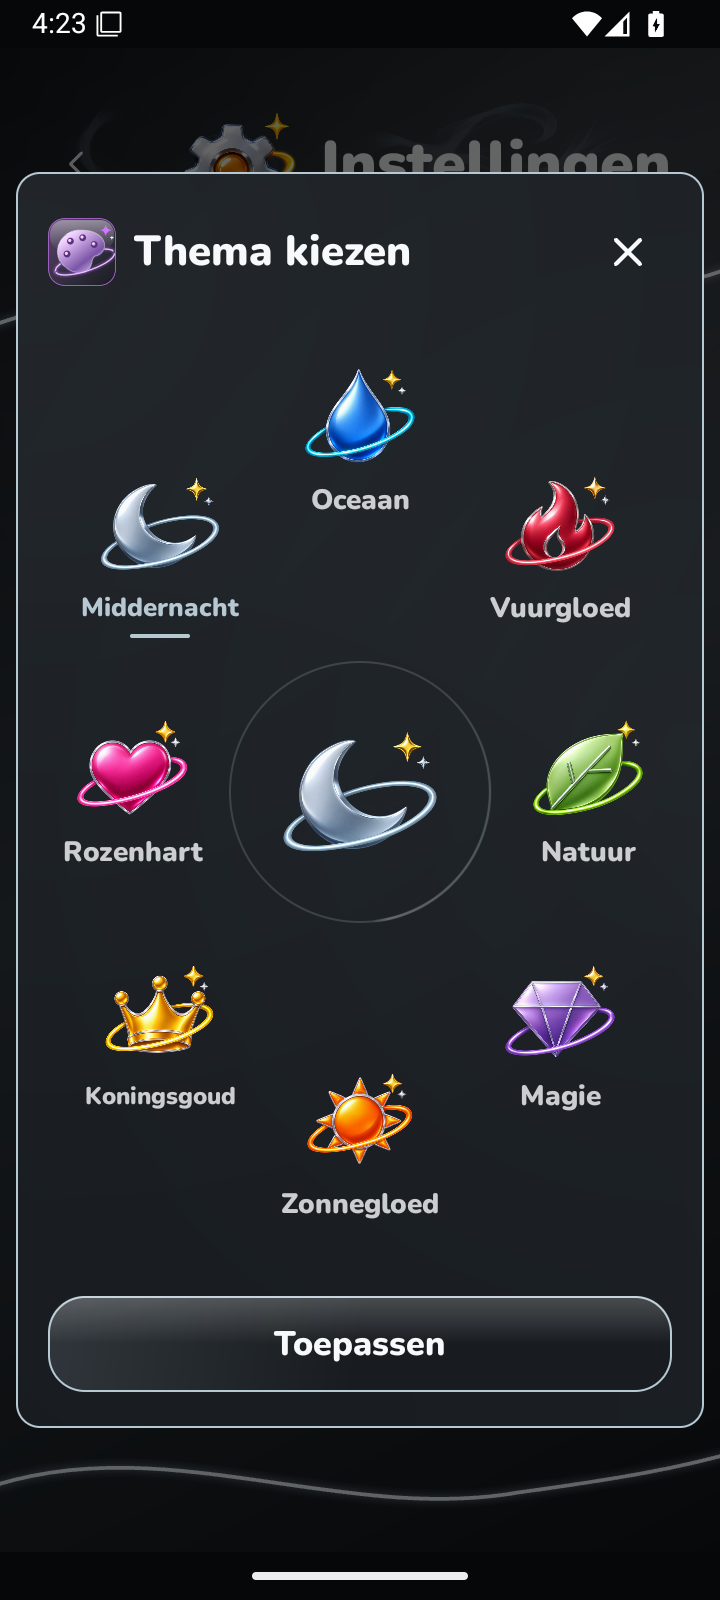 4:23
Instellingen
Thema kiezen
Oceaan
Middernacht
Vuurgloed
Rozenhart
Natuur
Koningsgoud
Magie
Zonnegloed
Toepassen